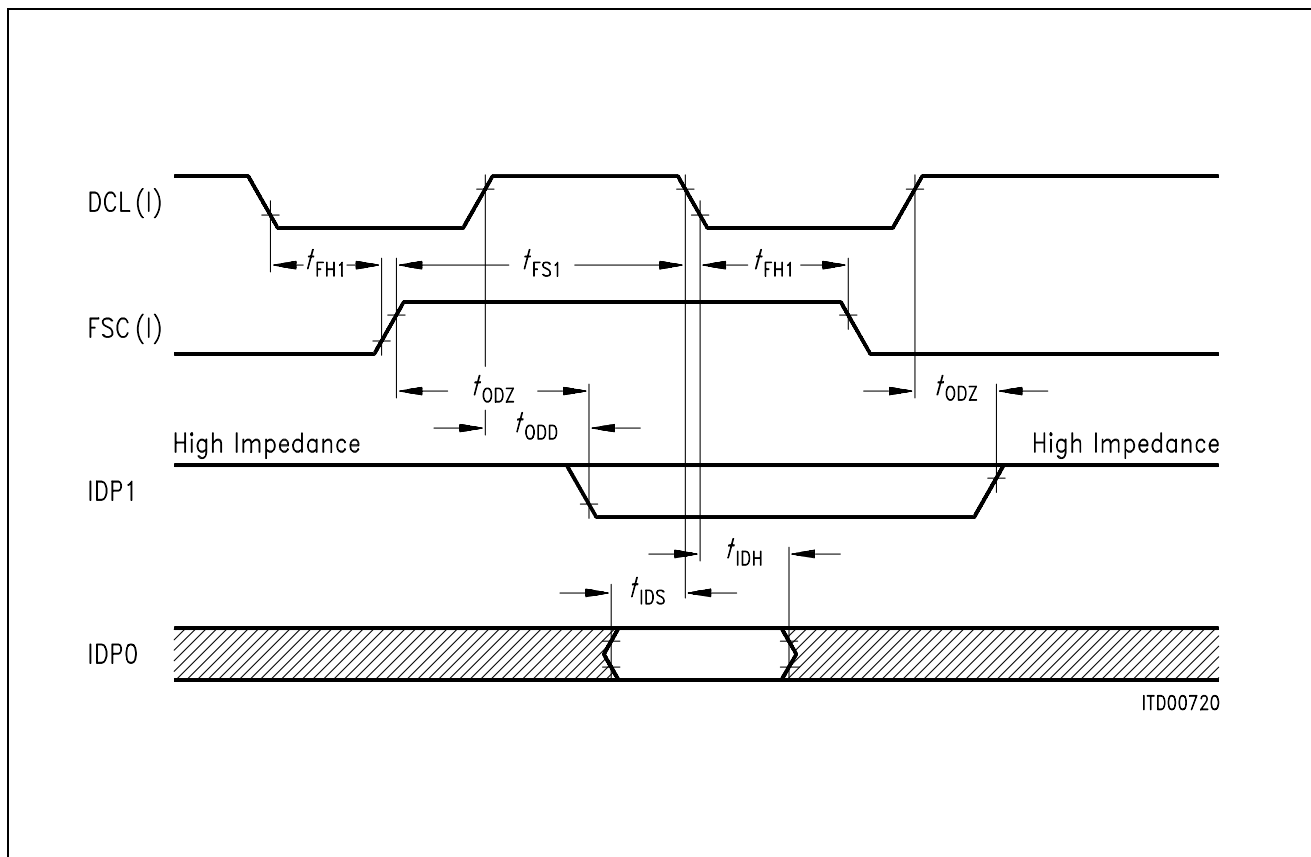 DCL (I)
tFH1 tFS1 tFH1
FSC (I)
tODZ tODZ
tODD
High Impedance High Impedance
IDP1
tIDH
tIDS
IDP0
ITD00720